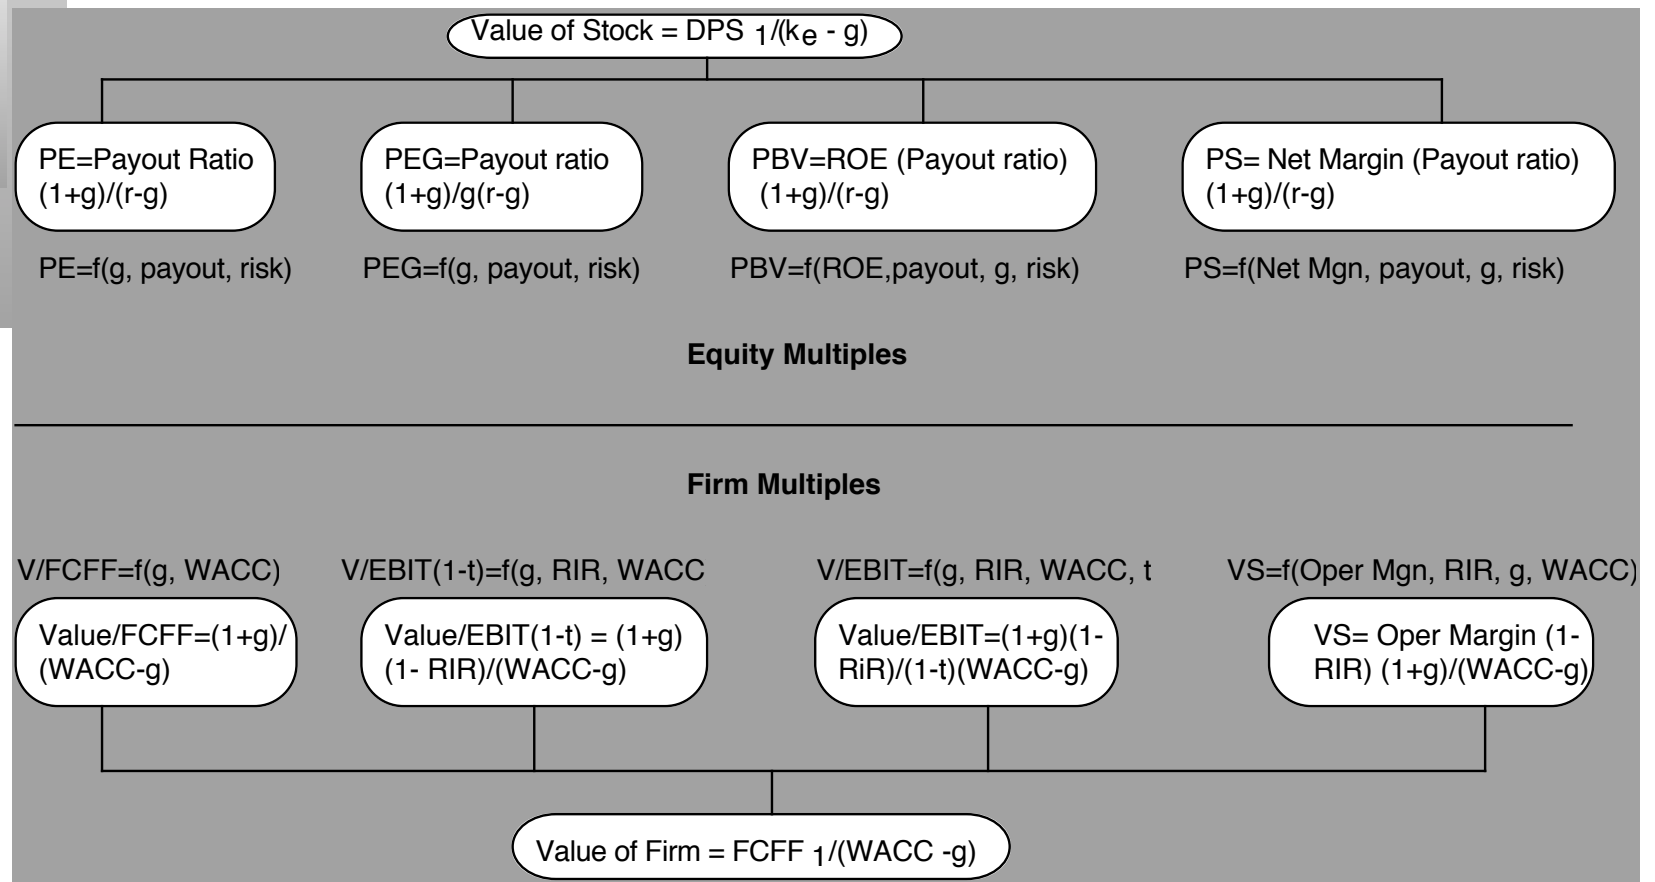 Value of Stock = DPS 1/(ke - g)
PE=Payout Ratio
(1+g)/(r-g)
PEG=Payout ratio
(1+g)/g(r-g)
PBV=ROE (Payout ratio)
(1+g)/(r-g)
PS= Net Margin (Payout ratio)
(1+g)/(r-g)
PE=f(g, payout, risk)
PEG=f(g, payout, risk)
PBV=f(ROE,payout, g, risk)
PS=f(Net Mgn, payout, g, risk)
Equity Multiples
Firm Multiples
V/FCFF=f(g, WACC)
V/EBIT(1-t)=f(g, RIR, WACC
V/EBIT=f(g, RIR, WACC, t
VS=f(Oper Mgn, RIR, g, WACC)
Value/FCFF=(1+g)/
(WACC-g)
Value/EBIT(1-t) = (1+g)
(1- RIR)/(WACC-g)
Value/EBIT=(1+g)(1-
RiR)/(1-t)(WACC-g)
VS= Oper Margin (1-
RIR) (1+g)/(WACC-g)
Value of Firm = FCFF 1/(WACC -g)